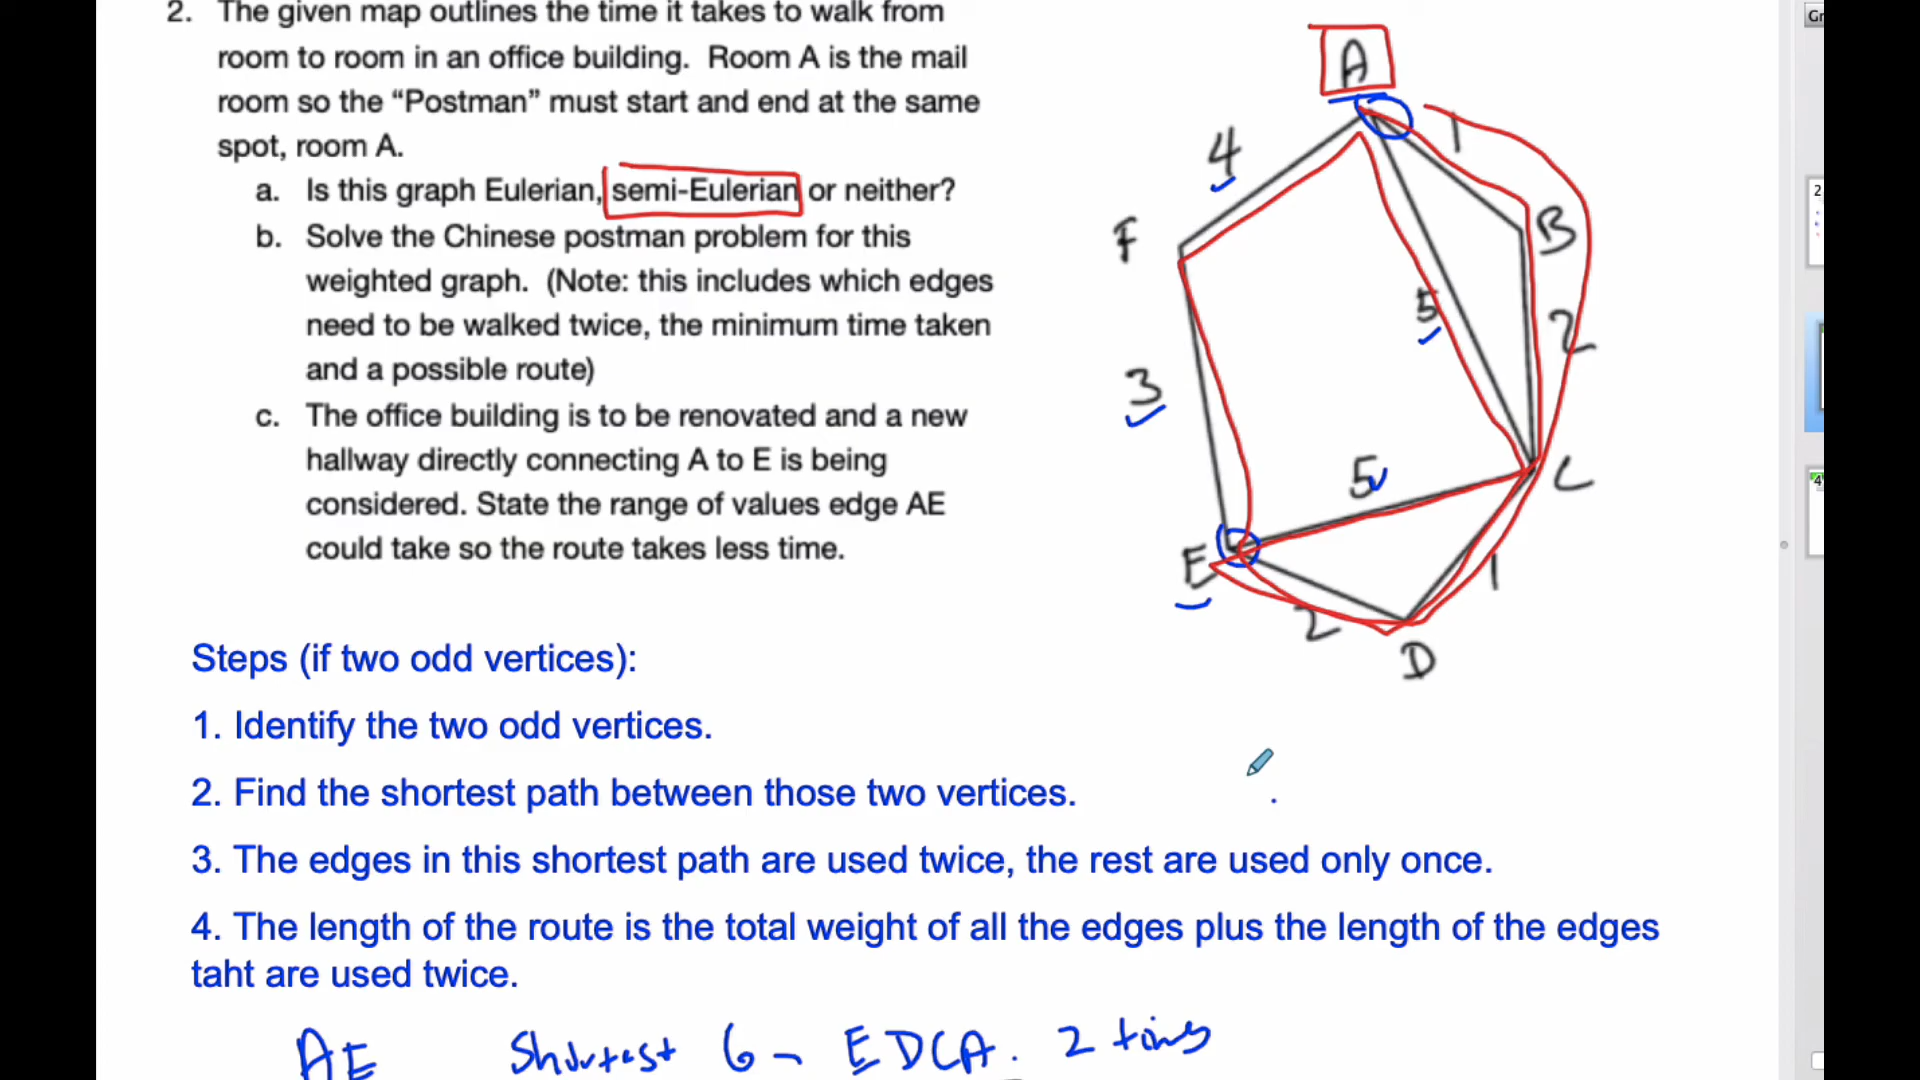 2. The given map outlines the time it takes to walk from
room to room in an office building. Room A is the mail
room so the “Postman” must start and end at the same
spot, room A.
a. Is this graph Eulerian, semi-Eulerian or neither?
b. Solve the Chinese postman problem for this
weighted graph. (Note: this includes which edges
need to be walked twice, the minimum time taken
and a possible route)
c. The office building is to be renovated and a new
hallway directly connecting A to E is being
considered. State the range of values edge AE
could take so the route takes less time.
A
4
1
F
B
5
2
3
5
C
E
1
2
D
Steps (if two odd vertices):
1. Identify the two odd vertices.
2. Find the shortest path between those two vertices.
3. The edges in this shortest path are used twice, the rest are used only once.
4. The length of the route is the total weight of all the edges plus the length of the edges
taht are used twice.
AE Shortest 6 - EDCA. 2 times
Gr
2
4